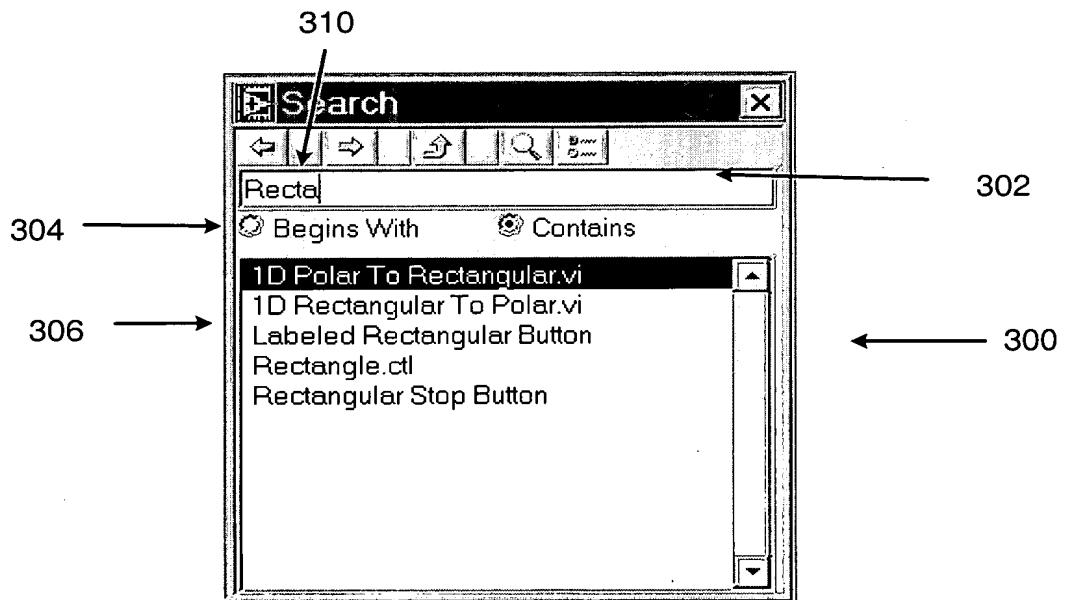 310
Search
Recta
302
304
Begins With Contains
1D Polar To Rectangular.vi
1D Rectangular To Polar.vi
306
Labeled Rectangular Button
300
Rectangle.ctl
Rectangular Stop Button